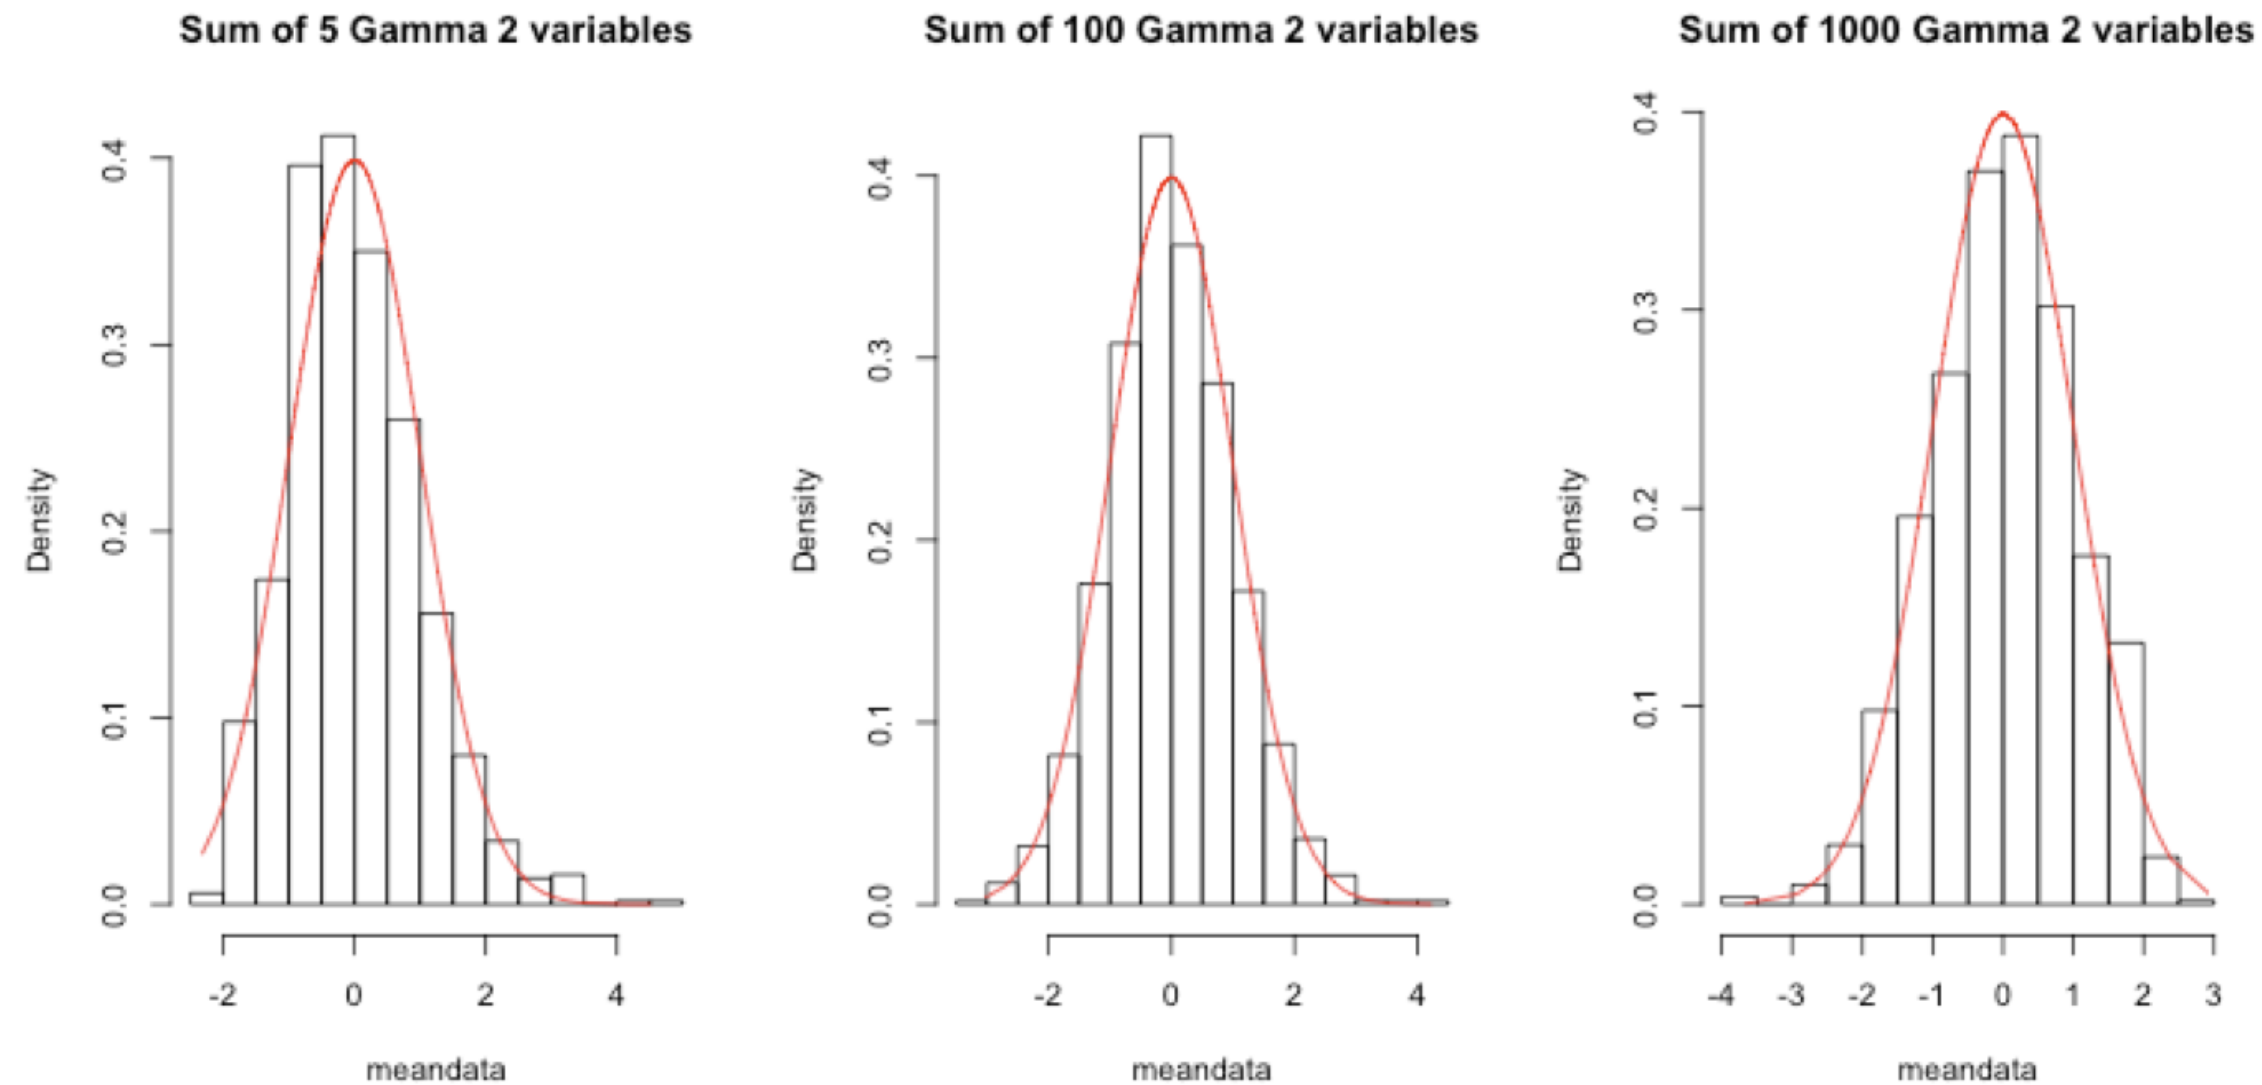 Sum of 5 Gamma 2 variables
Density
0.0 0.1 0.2 0.3 0.4
-2 0 2 4
meandata
Sum of 100 Gamma 2 variables
Density
0.0 0.1 0.2 0.3 0.4
-2 0 2 4
meandata
Sum of 1000 Gamma 2 variables
Density
0.0 0.1 0.2 0.3 0.4
-4 -3 -2 -1 0 1 2 3
meandata